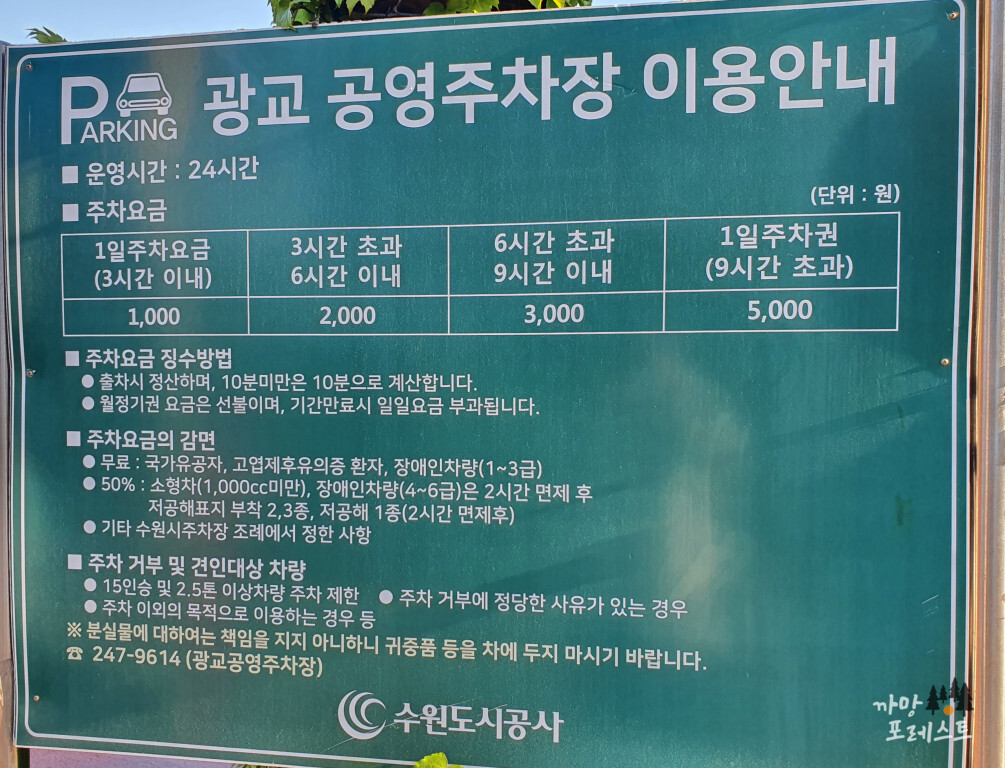 PARKING 광교 공영주차장 이용안내
■ 운영시간 : 24시간
■ 주차요금
(단위 : 원)
1일주차요금 3시간 초과 6시간 초과 1일주차권
(3시간 이내) 6시간 이내 9시간 이내 (9시간 초과)
1,000 2,000 3,000 5,000
■ 주차요금 징수방법
● 출차시 정산하며, 10분미만은 10분으로 계산합니다.
● 월정기권 요금은 선불이며, 기간만료시 일일요금 부과됩니다.
■ 주차요금의 감면
● 무료 : 국가유공자, 고엽제후유의증 환자, 장애인차량(1~3급)
● 50% : 소형차(1,000cc미만), 장애인차량(4~6급)은 2시간 면제 후
저공해표지 부착 2,3종, 저공해 1종(2시간 면제후)
● 기타 수원시주차장 조례에서 정한 사항
■ 주차 거부 및 견인대상 차량
● 15인승 및 2.5톤 이상차량 주차 제한 ● 주차 거부에 정당한 사유가 있는 경우
● 주차 이외의 목적으로 이용하는 경우 등
※ 분실물에 대하여는 책임을 지지 아니하니 귀중품 등을 차에 두지 마시기 바랍니다.
☎ 247-9614 (광교공영주차장)
수원도시공사
까망
포레스트